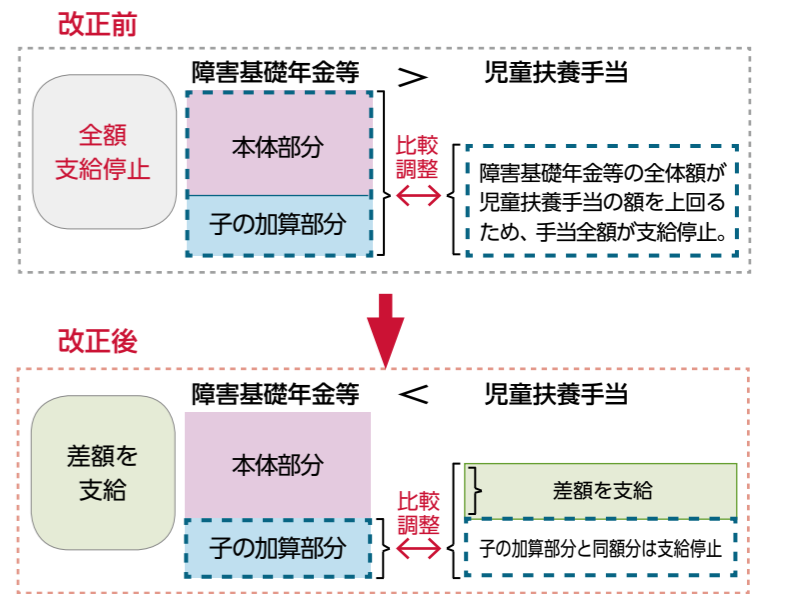 改正前
障害基礎年金等 > 児童扶養手当
全額
支給停止
本体部分
子の加算部分
比較
調整
障害基礎年金等の全体額が
児童扶養手当の額を上回る
ため、手当全額が支給停止。
改正後
障害基礎年金等 < 児童扶養手当
差額を
支給
本体部分
子の加算部分
比較
調整
差額を支給
子の加算部分と同額分は支給停止